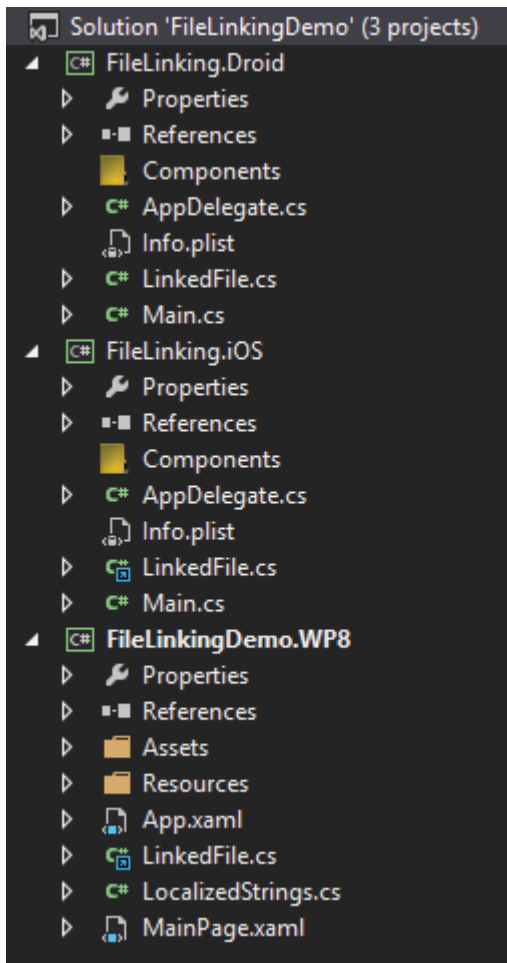 Solution 'FileLinkingDemo' (3 projects)
C# FileLinking.Droid
Properties
References
Components
C# AppDelegate.cs
Info.plist
C# LinkedFile.cs
C# Main.cs
C# FileLinking.iOS
Properties
References
Components
C# AppDelegate.cs
Info.plist
C# LinkedFile.cs
C# Main.cs
C# FileLinkingDemo.WP8
Properties
References
Assets
Resources
App.xaml
C# LinkedFile.cs
C# LocalizedStrings.cs
MainPage.xaml